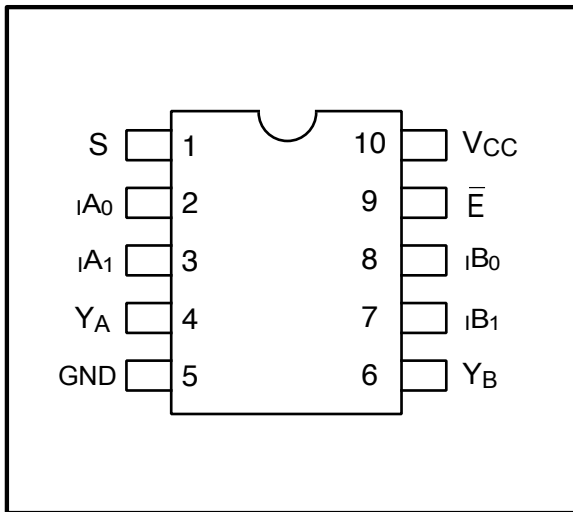 S 1 10 VCC
IA0 2 9 E̅
IA1 3 8 IB0
YA 4 7 IB1
GND 5 6 YB